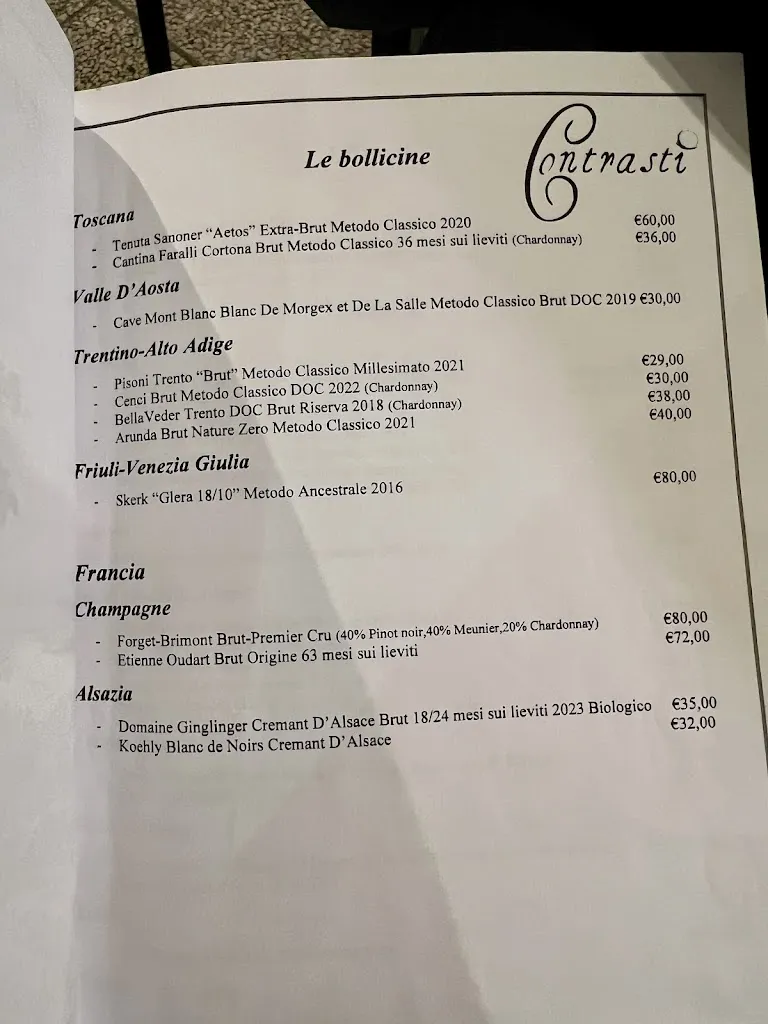 Contrasti
Le bollicine
Toscana
- Tenuta Sanoner “Aetos” Extra-Brut Metodo Classico 2020 €60,00
- Cantina Faralli Cortona Brut Metodo Classico 36 mesi sui lieviti (Chardonnay) €36,00
Valle D’Aosta
- Cave Mont Blanc Blanc De Morgex et De La Salle Metodo Classico Brut DOC 2019 €30,00
Trentino-Alto Adige
- Pisoni Trento “Brut” Metodo Classico Millesimato 2021 €29,00
- Cenci Brut Metodo Classico DOC 2022 (Chardonnay) €30,00
- BellaVeder Trento DOC Brut Riserva 2018 (Chardonnay) €38,00
- Arunda Brut Nature Zero Metodo Classico 2021 €40,00
Friuli-Venezia Giulia
- Skerk “Glera 18/10” Metodo Ancestrale 2016 €80,00
Francia
Champagne
- Forget-Brimont Brut-Premier Cru (40% Pinot noir,40% Meunier,20% Chardonnay) €80,00
- Etienne Oudart Brut Origine 63 mesi sui lieviti €72,00
Alsazia
- Domaine Ginglinger Cremant D’Alsace Brut 18/24 mesi sui lieviti 2023 Biologico €35,00
- Koehly Blanc de Noirs Cremant D’Alsace €32,00